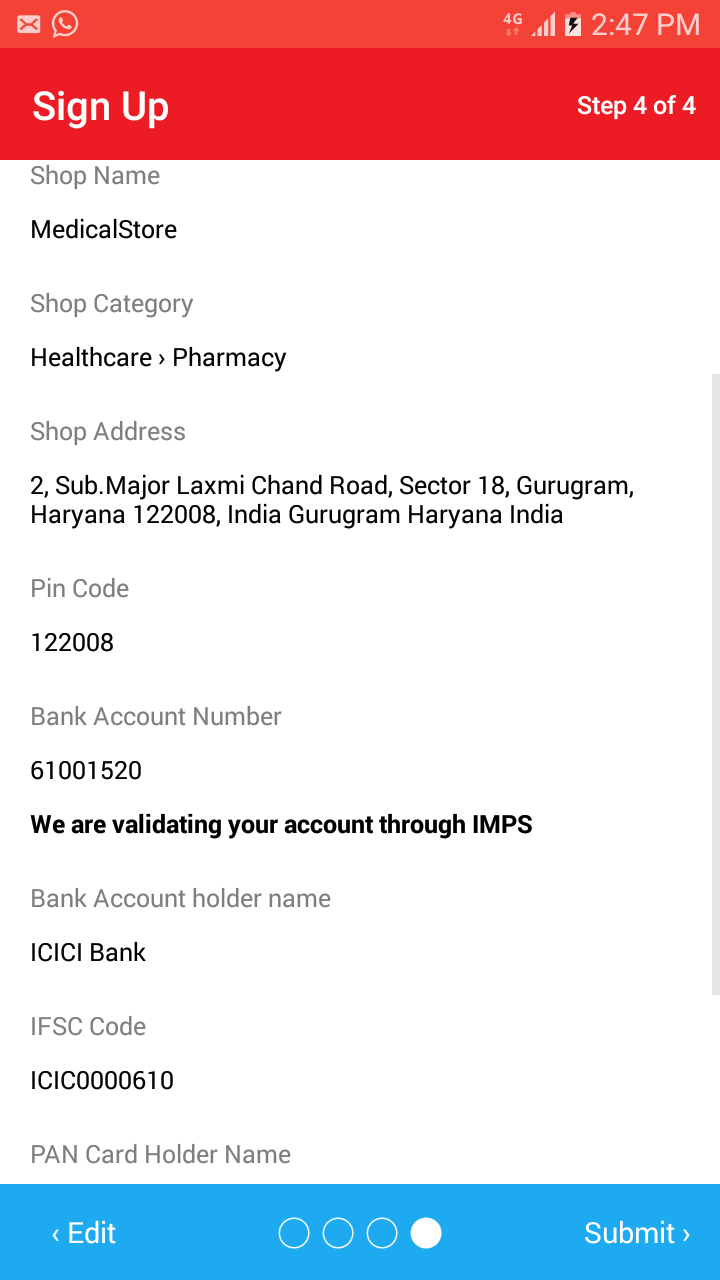 4G 2:47 PM
Sign Up
Step 4 of 4
Shop Name
MedicalStore
Shop Category
Healthcare › Pharmacy
Shop Address
2, Sub.Major Laxmi Chand Road, Sector 18, Gurugram,
Haryana 122008, India Gurugram Haryana India
Pin Code
122008
Bank Account Number
61001520
We are validating your account through IMPS
Bank Account holder name
ICICI Bank
IFSC Code
ICIC0000610
PAN Card Holder Name
‹ Edit
Submit ›